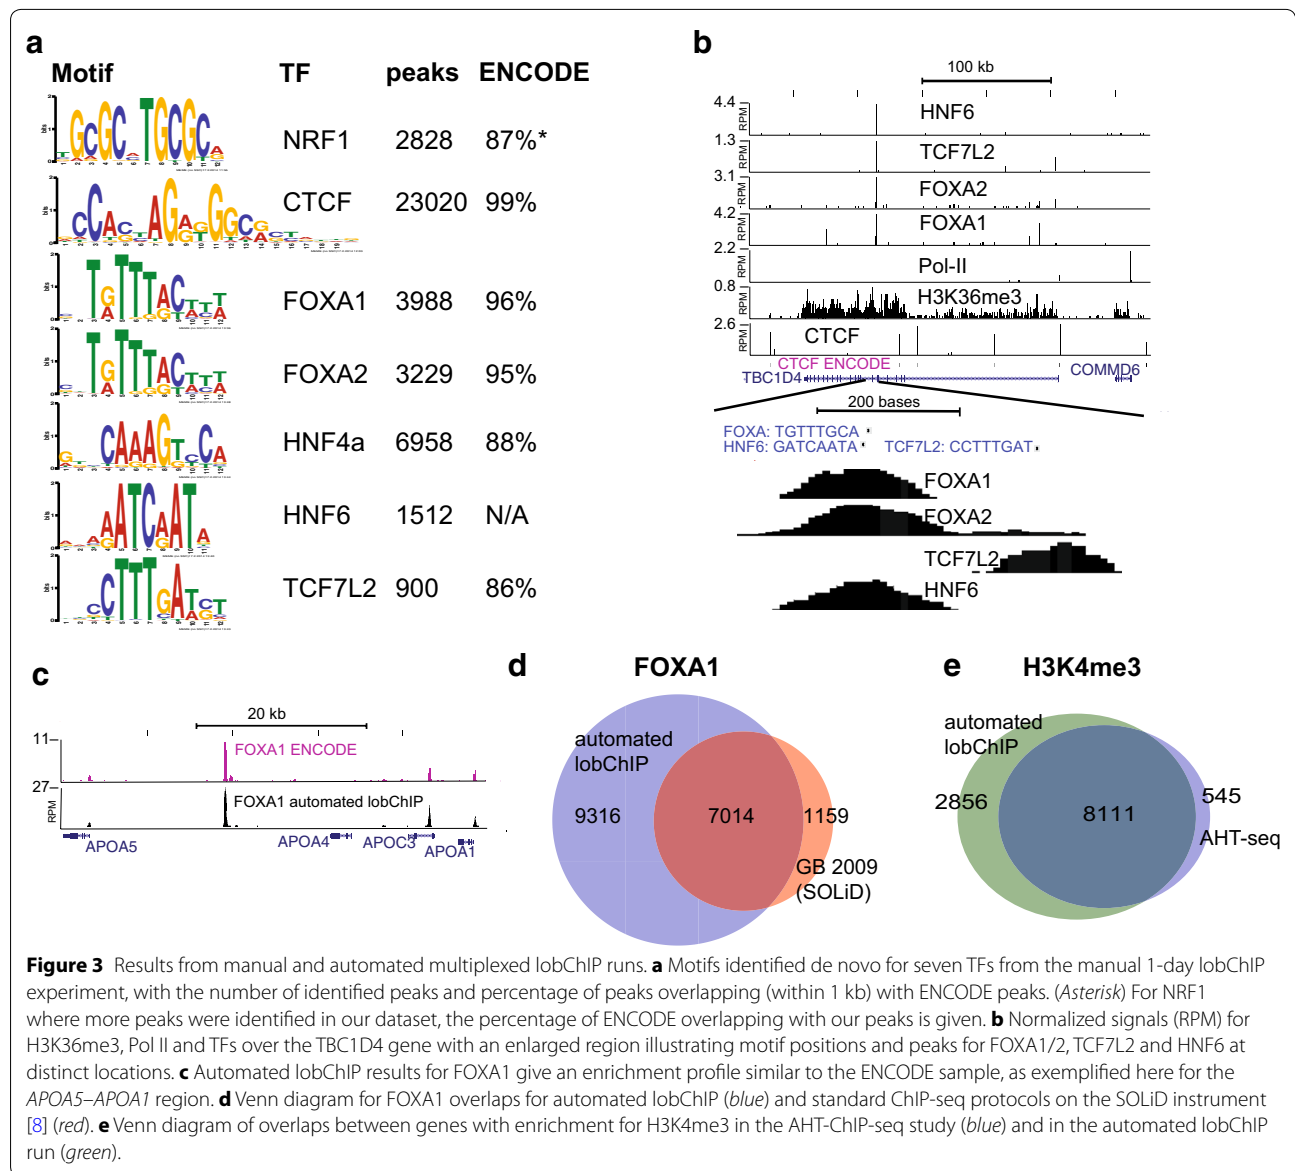 a
Motif TF peaks ENCODE
NRF1 2828 87%*
CTCF 23020 99%
FOXA1 3988 96%
FOXA2 3229 95%
HNF4a 6958 88%
HNF6 1512 N/A
TCF7L2 900 86%
b
100 kb
4.4 RPM HNF6
1.3 RPM TCF7L2
3.1 RPM FOXA2
4.2 RPM FOXA1
2.2 RPM Pol-II
0.8 RPM H3K36me3
2.6 RPM CTCF
CTCF ENCODE
TBC1D4 COMMD6
200 bases
FOXA: TGTTTGCA
HNF6: GATCAATA TCF7L2: CCTTTGAT
FOXA1
FOXA2
TCF7L2
HNF6
c
20 kb
11 FOXA1 ENCODE
27 RPM FOXA1 automated lobChIP
APOA5 APOA4 APOC3 APOA1
d FOXA1
automated
lobChIP
9316 7014 1159
GB 2009
(SOLiD)
e H3K4me3
automated
lobChIP
2856 8111 545
AHT-seq
Figure 3 Results from manual and automated multiplexed lobChIP runs. a Motifs identified de novo for seven TFs from the manual 1-day lobChIP
experiment, with the number of identified peaks and percentage of peaks overlapping (within 1 kb) with ENCODE peaks. (Asterisk) For NRF1
where more peaks were identified in our dataset, the percentage of ENCODE overlapping with our peaks is given. b Normalized signals (RPM) for
H3K36me3, Pol II and TFs over the TBC1D4 gene with an enlarged region illustrating motif positions and peaks for FOXA1/2, TCF7L2 and HNF6 at
distinct locations. c Automated lobChIP results for FOXA1 give an enrichment profile similar to the ENCODE sample, as exemplified here for the
APOA5–APOA1 region. d Venn diagram for FOXA1 overlaps for automated lobChIP (blue) and standard ChIP-seq protocols on the SOLiD instrument
[8] (red). e Venn diagram of overlaps between genes with enrichment for H3K4me3 in the AHT-ChIP-seq study (blue) and in the automated lobChIP
run (green).